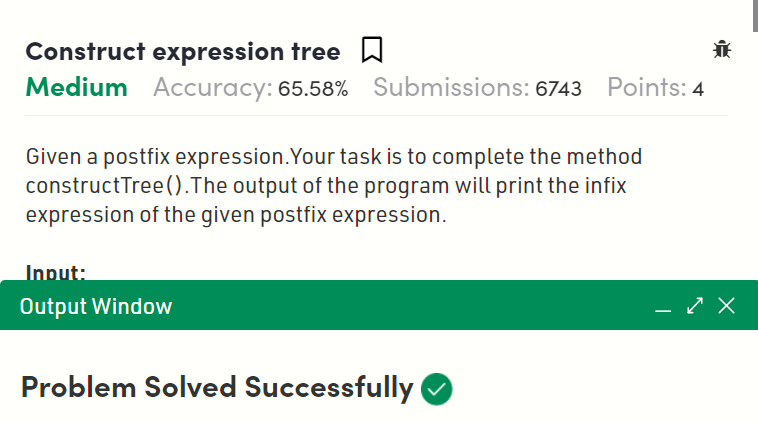 Construct expression tree
Medium Accuracy: 65.58% Submissions: 6743 Points: 4
Given a postfix expression.Your task is to complete the method
constructTree().The output of the program will print the infix
expression of the given postfix expression.
Input:
Output Window
Problem Solved Successfully